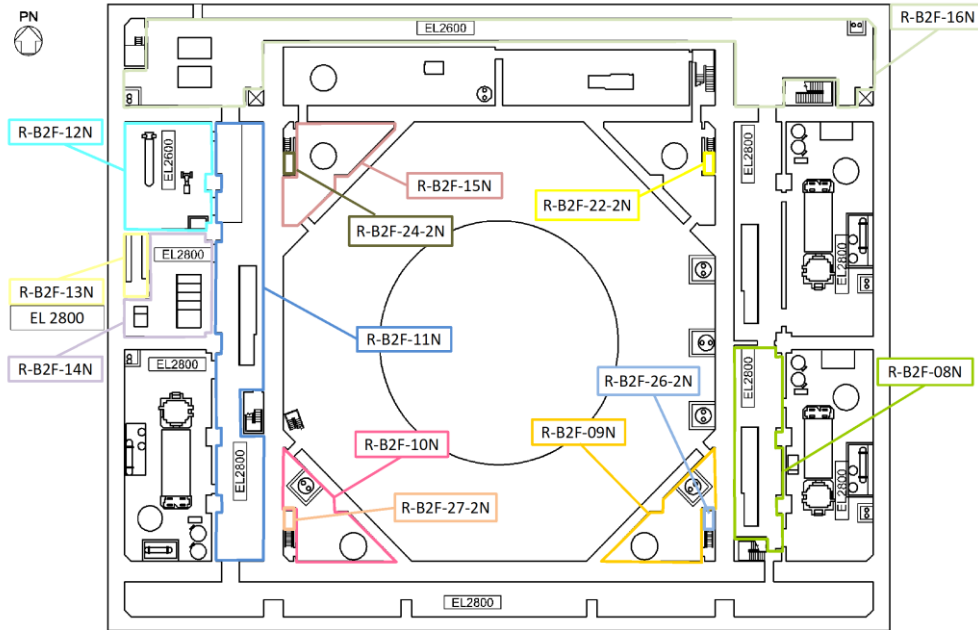 PN
EL2600
R-B2F-16N
R-B2F-12N
EL2600
EL2800
R-B2F-15N
R-B2F-22-2N
R-B2F-24-2N
EL2800
EL2800
R-B2F-13N
EL 2800
R-B2F-11N
R-B2F-14N
EL2800
EL2800
R-B2F-26-2N
R-B2F-08N
R-B2F-10N
R-B2F-09N
EL2800
EL2800
R-B2F-27-2N
EL2800